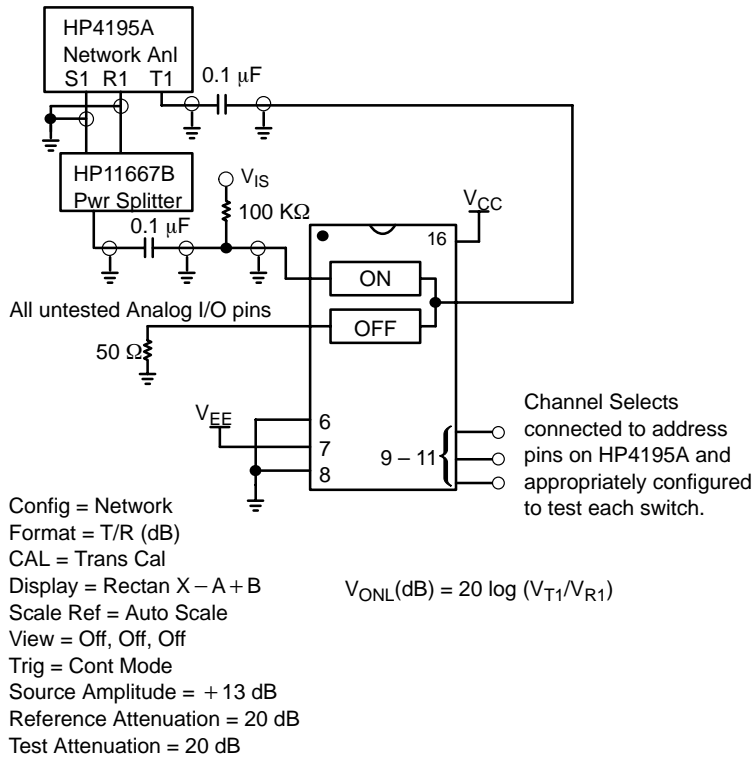 HP4195A
Network Anl
S1 R1 T1
0.1 μF
HP11667B
Pwr Splitter
V_IS
100 KΩ
0.1 μF
V_CC
16
ON
OFF
All untested Analog I/O pins
50 Ω
V_EE
6
7
8
9 – 11
Channel Selects
connected to address
pins on HP4195A and
appropriately configured
to test each switch.
Config = Network
Format = T/R (dB)
CAL = Trans Cal
Display = Rectan X – A + B
Scale Ref = Auto Scale
View = Off, Off, Off
Trig = Cont Mode
Source Amplitude = +13 dB
Reference Attenuation = 20 dB
Test Attenuation = 20 dB
V_ONL(dB) = 20 log (V_T1/V_R1)